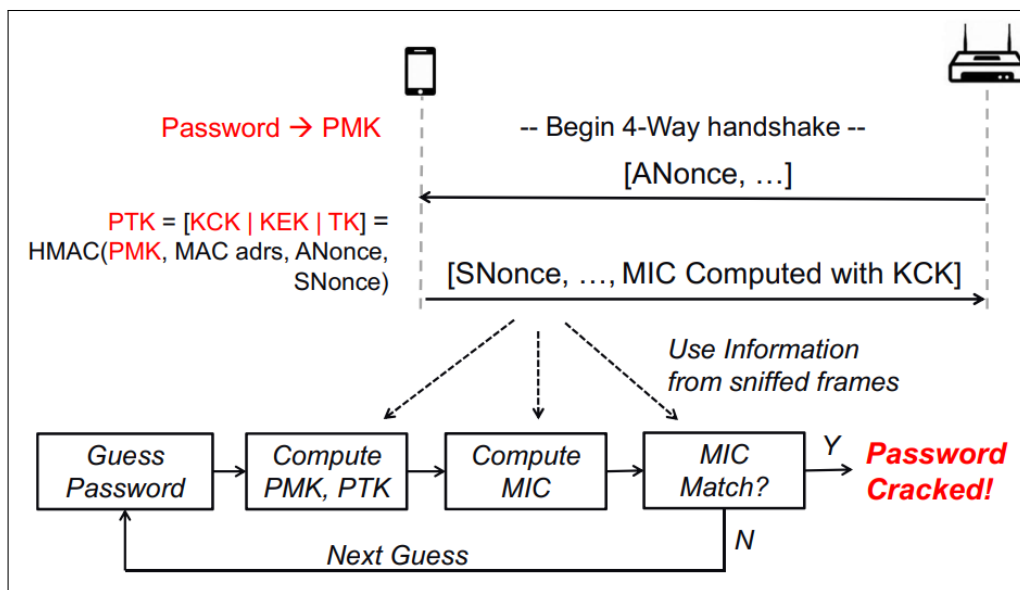 Password → PMK
-- Begin 4-Way handshake --
[ANonce, …]
PTK = [KCK | KEK | TK] =
HMAC(PMK, MAC adrs, ANonce,
SNonce)
[SNonce, …, MIC Computed with KCK]
Use Information
from sniffed frames
Guess
Password
Compute
PMK, PTK
Compute
MIC
MIC
Match?
Y
Password
Cracked!
N
Next Guess